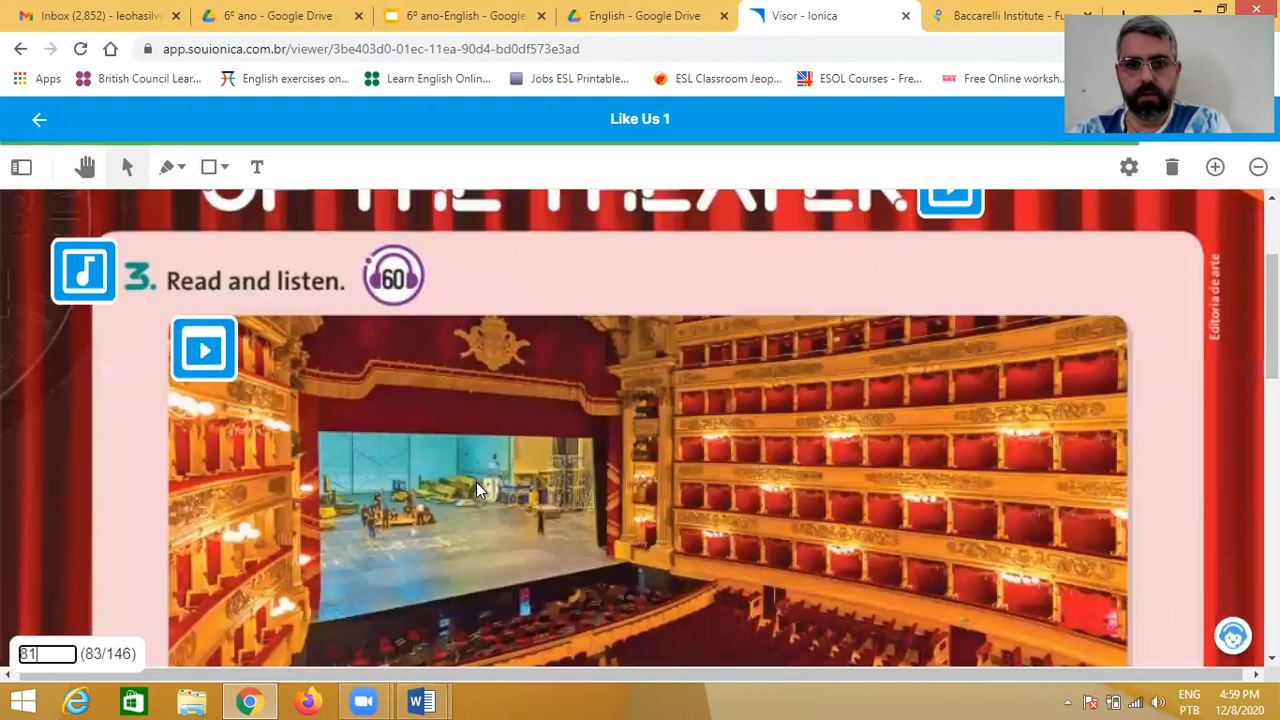 Inbox (2,852) - leohasilv
6º ano - Google Drive
6º ano-English - Google
English - Google Drive
Visor - Ionica
Baccarelli Institute - Fu
app.souionica.com.br/viewer/3be403d0-01ec-11ea-90d4-bd0df573e3ad
Apps
British Council Lear...
English exercises on...
Learn English Onlin...
Jobs ESL Printable...
ESL Classroom Jeop...
ESOL Courses - Fre...
Free Online worksh...
Like Us 1
T
OF THE THEATER
3. Read and listen. 60
Editoria de arte
81 (83/146)
ENG
PTB
4:59 PM
12/8/2020